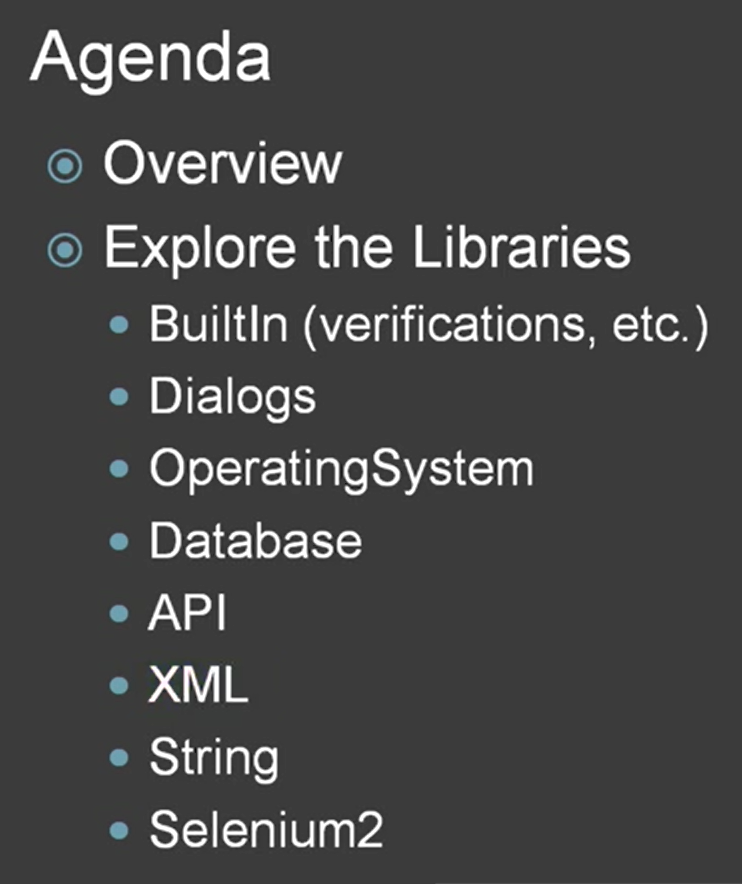 Agenda
Overview
Explore the Libraries
BuiltIn (verifications, etc.)
Dialogs
OperatingSystem
Database
API
XML
String
Selenium2